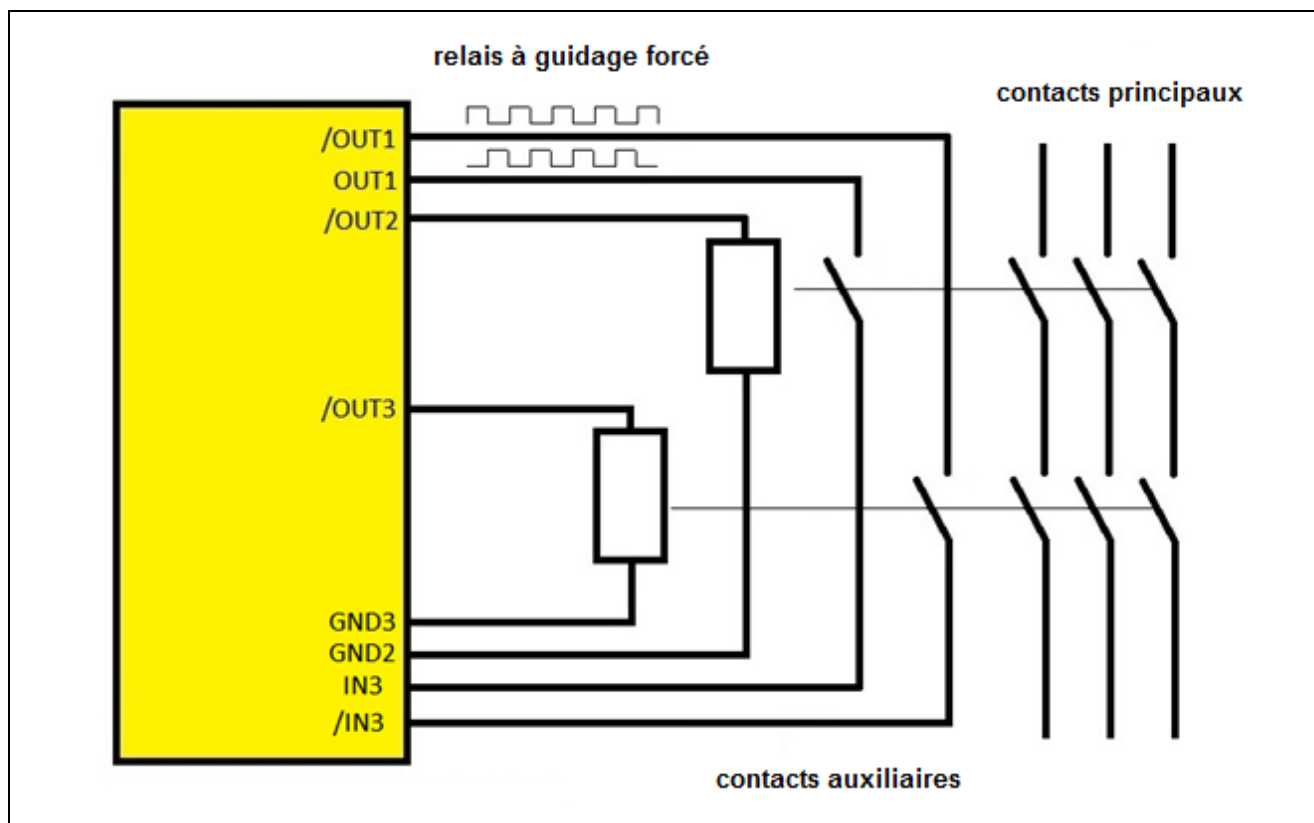 relais à guidage forcé
contacts principaux
/OUT1
OUT1
/OUT2
/OUT3
GND3
GND2
IN3
/IN3
contacts auxiliaires